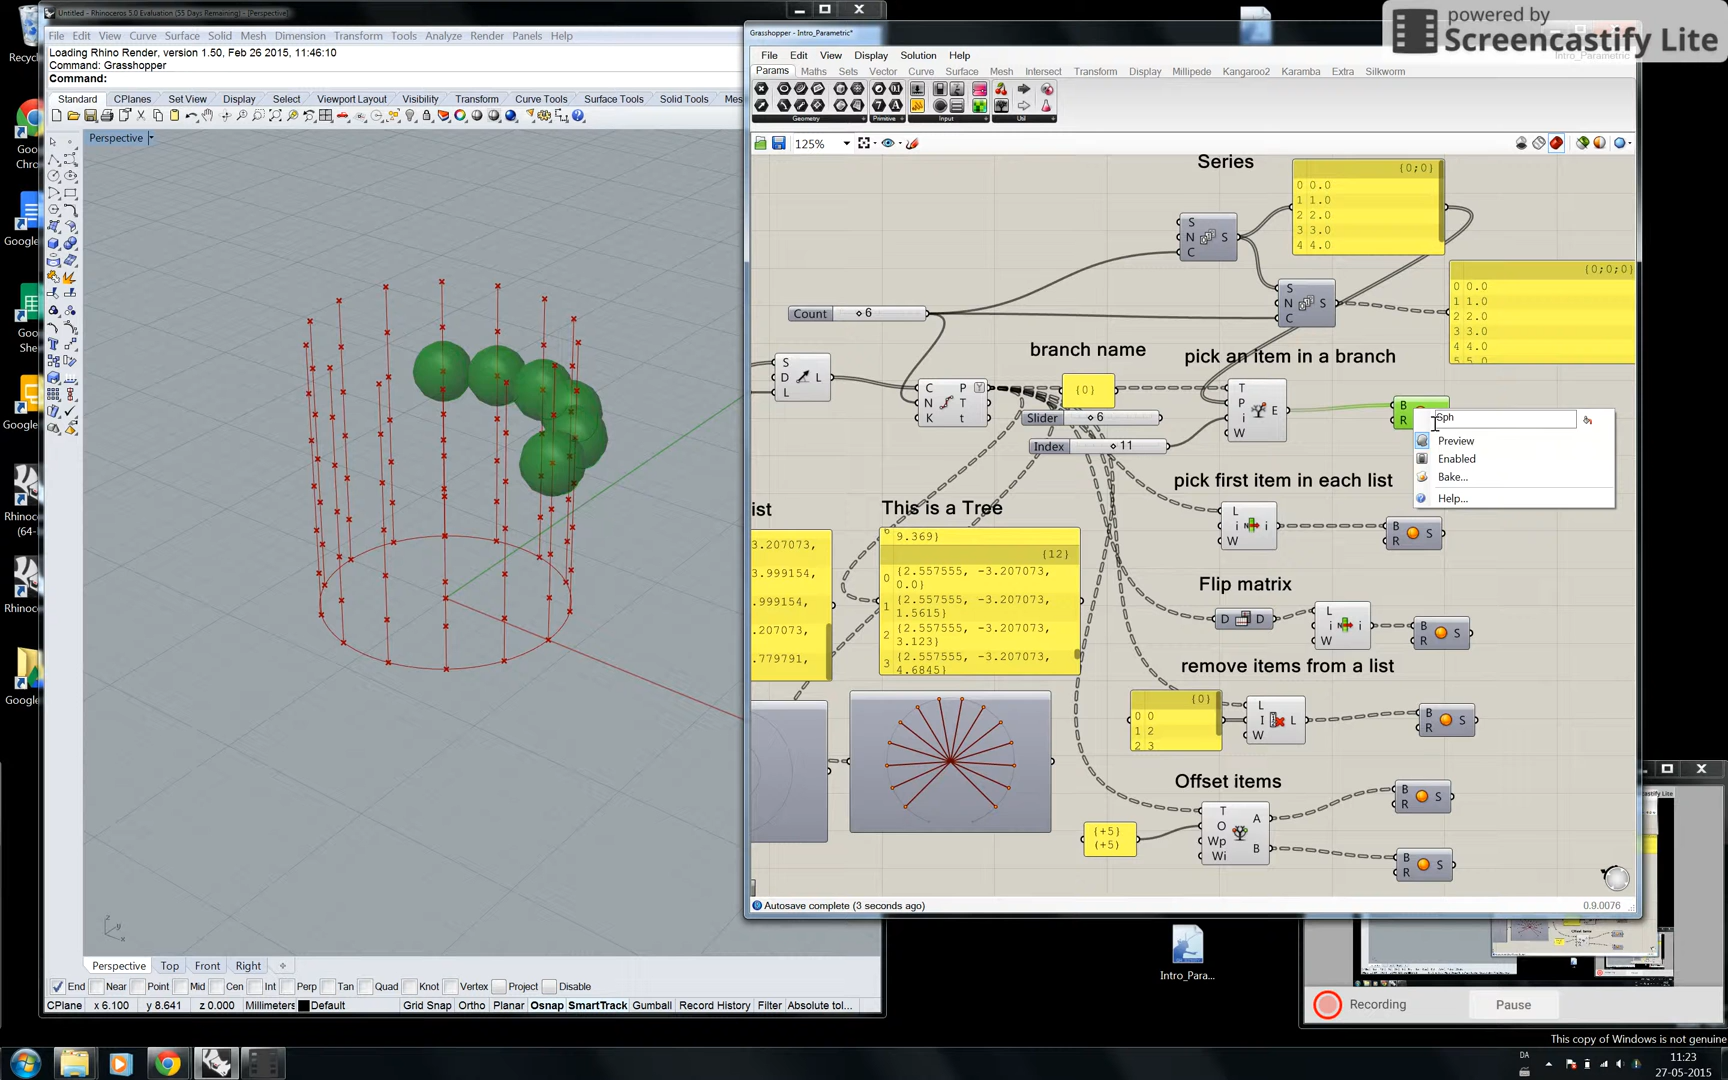 powered by
Screencastify Lite
Untitled - Rhinoceros 5.0 Evaluation (55 Days Remaining) - [Perspective]
File Edit View Curve Surface Solid Mesh Dimension Transform Tools Analyze Render Panels Help
Loading Rhino Render, version 1.50, Feb 26 2015, 11:46:10
Command: Grasshopper
Command:
Standard CPlanes Set View Display Select Viewport Layout Visibility Transform Curve Tools Surface Tools Solid Tools Mes
Perspective
Grasshopper - Intro_Parametric*
File Edit View Display Solution Help
Intro_Parametric
Params Maths Sets Vector Curve Surface Mesh Intersect Transform Display Millipede Kangaroo2 Karamba Extra Silkworm
Geometry Primitive Input Util
125%
Series
{0;0}
0 0.0
1 1.0
2 2.0
3 3.0
4 4.0
S N C S
{0;0;0}
0 0.0
1 1.0
2 2.0
3 3.0
4 4.0
5 5.0
S N C S
Count 6
branch name
pick an item in a branch
S D L L
C N K P T t
{0}
Slider 6
Index 11
T P i W E
B R
Sph
Preview
Enabled
Bake...
Help...
pick first item in each list
L i W i
B R S
ist
This is a Tree
3.207073,
3.999154,
.999154,
.207073,
.779791,
9.369}
{12}
0 {2.557555, -3.207073, 0.0}
1 {2.557555, -3.207073, 1.5615}
2 {2.557555, -3.207073, 3.123}
3 {2.557555, -3.207073, 4.6845}
Flip matrix
D D
L i W i
B R S
remove items from a list
{0}
0 0
1 2
2 3
L I W L
B R S
Offset items
{+5}
{+5}
T O Wp Wi A B
B R S
B R S
Autosave complete (3 seconds ago)
0.9.0076
Perspective Top Front Right
End Near Point Mid Cen Int Perp Tan Quad Knot Vertex Project Disable
CPlane x 6.100 y 8.641 z 0.000 Millimeters Default Grid Snap Ortho Planar Osnap SmartTrack Gumball Record History Filter Absolute tol...
Intro_Para...
Recording Pause
This copy of Windows is not genuine
DA
11:23
27-05-2015